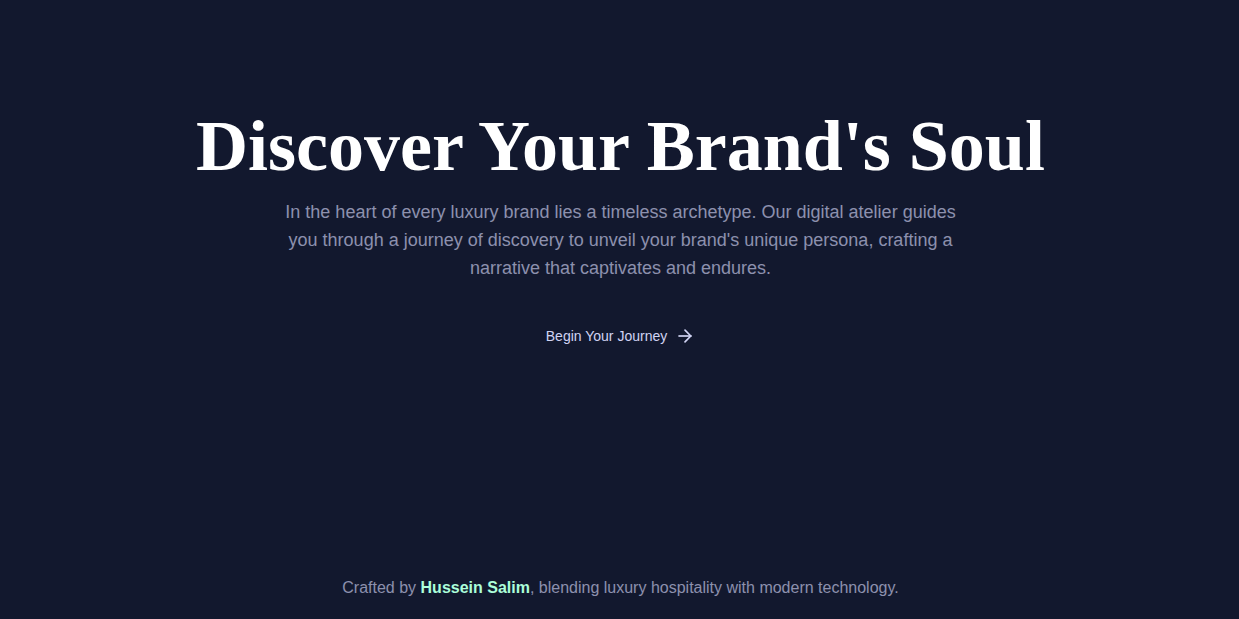 Discover Your Brand's Soul
In the heart of every luxury brand lies a timeless archetype. Our digital atelier guides
you through a journey of discovery to unveil your brand's unique persona, crafting a
narrative that captivates and endures.
Begin Your Journey
Crafted by Hussein Salim, blending luxury hospitality with modern technology.